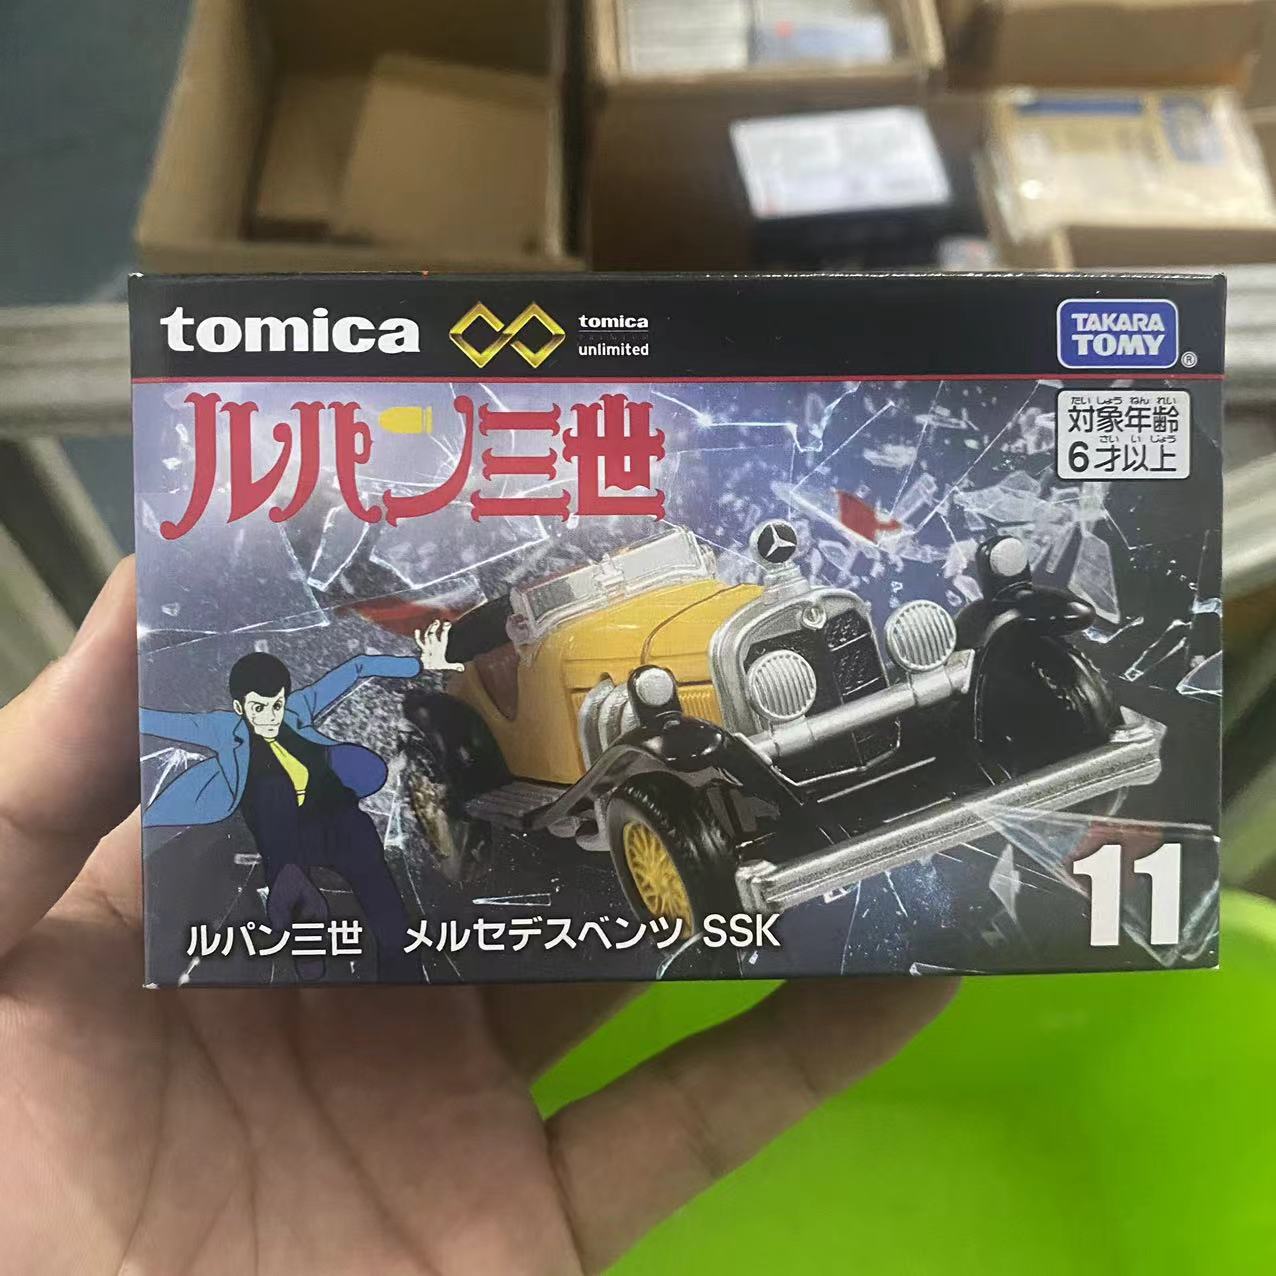 tomica
tomica
PREMIUM
unlimited
TAKARA
TOMY
®
ルパン三世
たいしょうねんれい
対象年齢
さいいじょう
6才以上
ルパン三世 メルセデスベンツ SSK
11